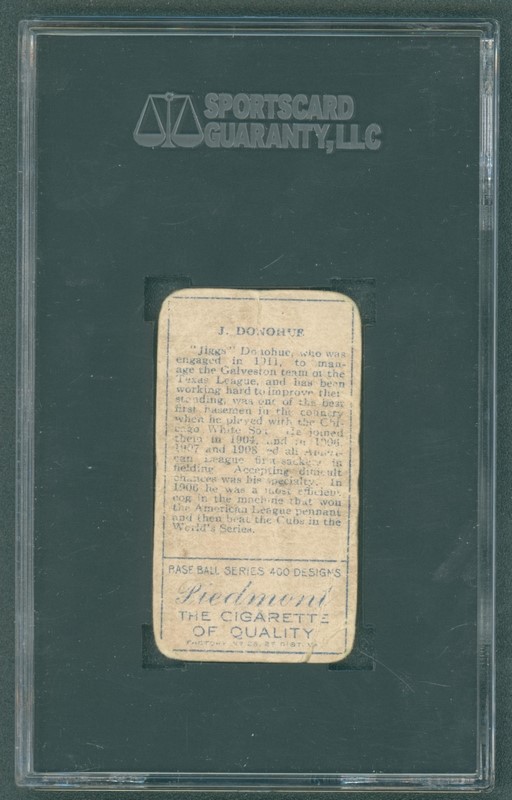 SPORTSCARD
GUARANTY, LLC
J. DONOHUE
"Jiggs" Donohue, who was
engaged in 1911, to man-
age the Galveston team of the
Texas League, and has been
working hard to improve their
standing, was one of the best
first basemen in the country
when he played with the Chi-
cago White Sox. He joined
them in 1904, and in 1906
1907 and 1908 led all Ameri-
can League first-sackers in
fielding. Accepting difficult
chances was his specialty. In
1906 he was a most efficient
cog in the machine that won
the American League pennant
and then beat the Cubs in the
World's Series.
BASE BALL SERIES 400 DESIGNS
Piedmont
THE CIGARETTE
OF QUALITY
FACTORY